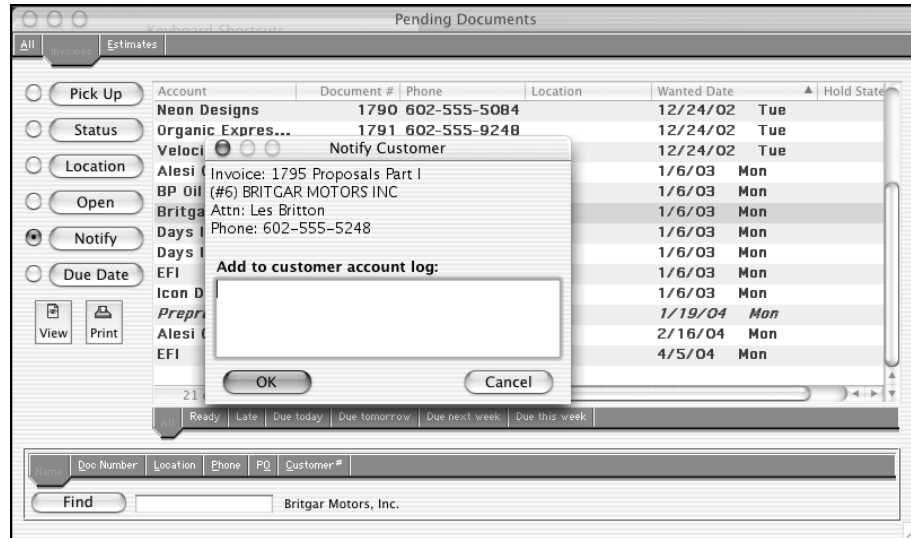 Pending Documents
Keyboard Shortcuts
All Invoices Estimates
Pick Up
Status
Location
Open
Notify
Due Date
View Print
Account Document # Phone Location Wanted Date Hold State
Neon Designs 1790 602-555-5084 12/24/02 Tue
Organic Expres... 1791 602-555-9248 12/24/02 Tue
Veloci 12/24/02 Tue
Alesi 1/6/03 Mon
BP Oil 1/6/03 Mon
Britga 1/6/03 Mon
Days I 1/6/03 Mon
Days I 1/6/03 Mon
EFI 1/6/03 Mon
Icon D 1/6/03 Mon
Prepr 1/19/04 Mon
Alesi 2/16/04 Mon
EFI 4/5/04 Mon
21
Notify Customer
Invoice: 1795 Proposals Part I
(#6) BRITGAR MOTORS INC
Attn: Les Britton
Phone: 602-555-5248
Add to customer account log:
OK Cancel
All Ready Late Due today Due tomorrow Due next week Due this week
Name Doc Number Location Phone PO Customer#
Find Britgar Motors, Inc.